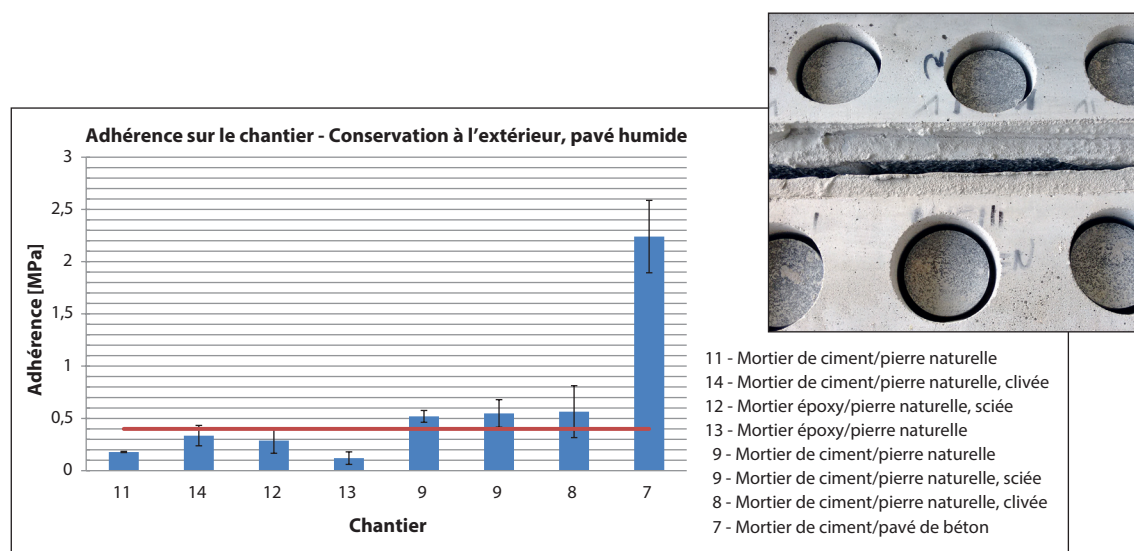 Adhérence sur le chantier - Conservation à l’extérieur, pavé humide
Adhérence [MPa]
3
2,5
2
1,5
1
0,5
0
11 14 12 13 9 9 8 7
Chantier
11 - Mortier de ciment/pierre naturelle
14 - Mortier de ciment/pierre naturelle, clivée
12 - Mortier époxy/pierre naturelle, sciée
13 - Mortier époxy/pierre naturelle
9 - Mortier de ciment/pierre naturelle
9 - Mortier de ciment/pierre naturelle, sciée
8 - Mortier de ciment/pierre naturelle, clivée
7 - Mortier de ciment/pavé de béton